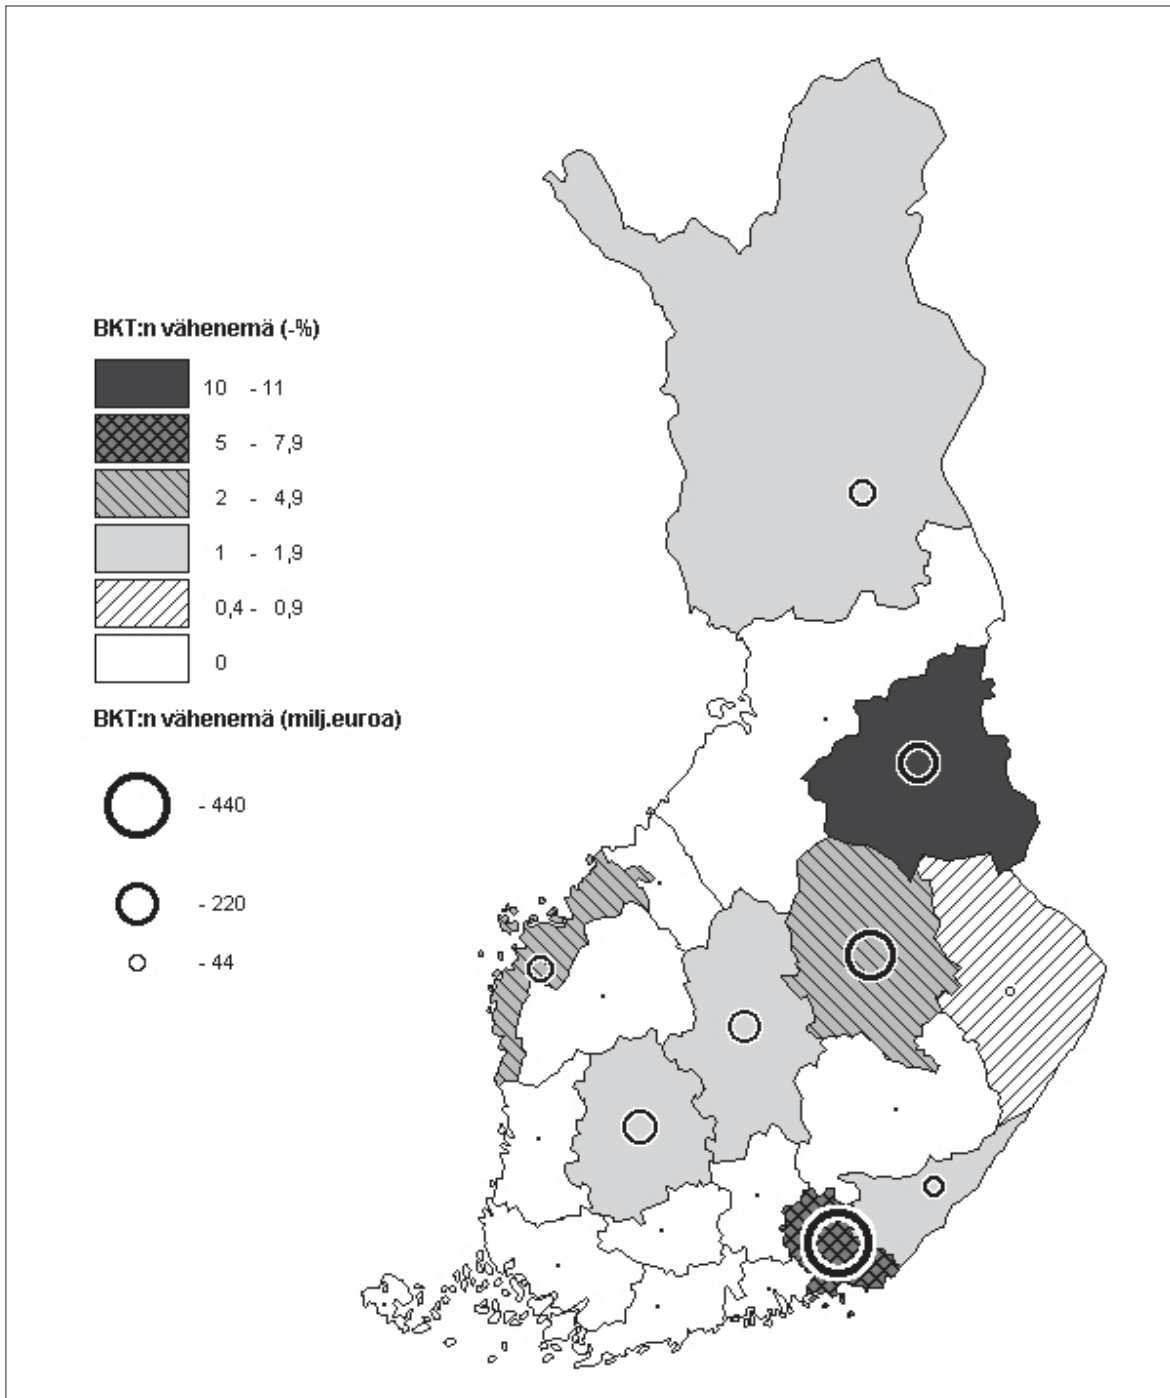 BKT:n vähenemä (-%)
10 - 11
5 - 7,9
2 - 4,9
1 - 1,9
0,4 - 0,9
0
BKT:n vähenemä (milj.euroa)
- 440
- 220
- 44